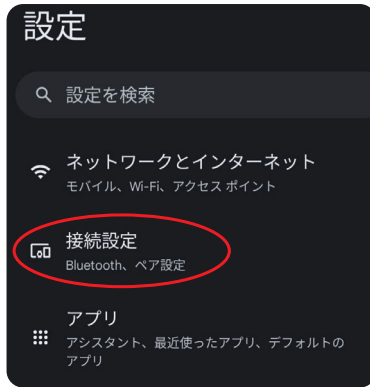 設定
設定を検索
ネットワークとインターネット
モバイル、Wi-Fi、アクセス ポイント
接続設定
Bluetooth、ペア設定
アプリ
アシスタント、最近使ったアプリ、デフォルトの
アプリ